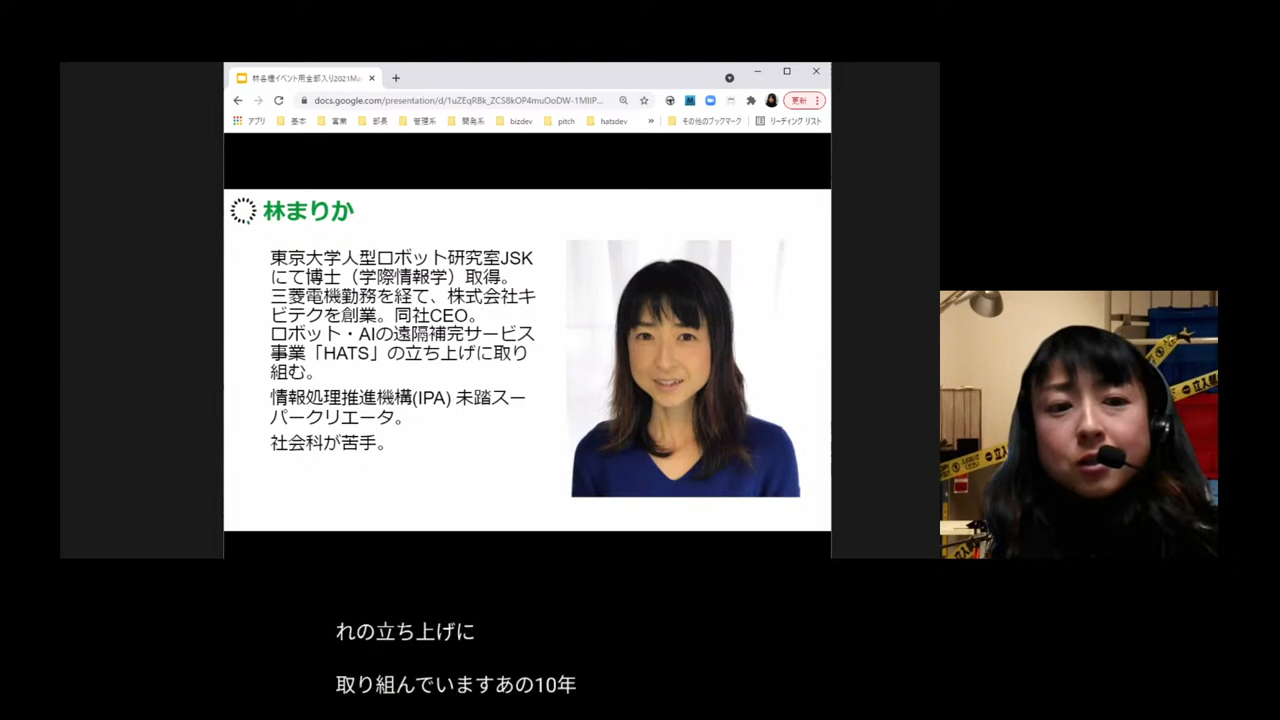 林各種イベント用全部入り2021Ma
docs.google.com/presentation/d/1uZEqRBk_ZCS8kOP4muOoDW-1MIIP...
更新
アプリ 基本 営業 部長 管理系 開発系 bizdev pitch hatsdev » その他のブックマーク リーディング リスト
林まりか
東京大学人型ロボット研究室JSK
にて博士（学際情報学）取得。
三菱電機勤務を経て、株式会社キ
ビテクを創業。同社CEO。
ロボット・AIの遠隔補完サービス
事業「HATS」の立ち上げに取り
組む。
情報処理推進機構(IPA) 未踏スー
パークリエータ。
社会科が苦手。
れの立ち上げに
取り組んでいますあの10年